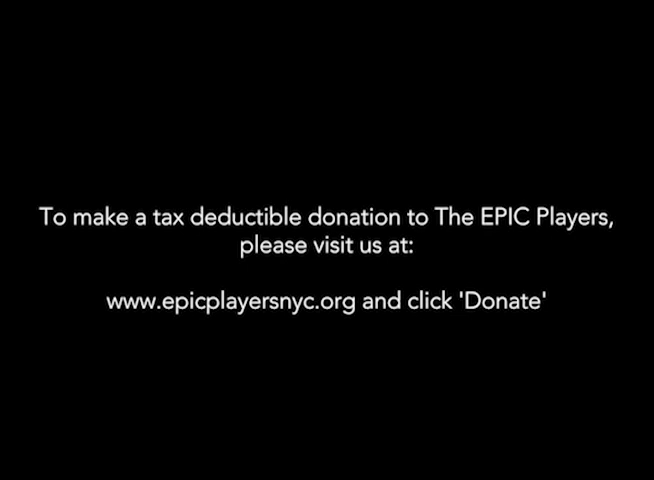 To make a tax deductible donation to The EPIC Players,
please visit us at:
www.epicplayersnyc.org and click 'Donate'